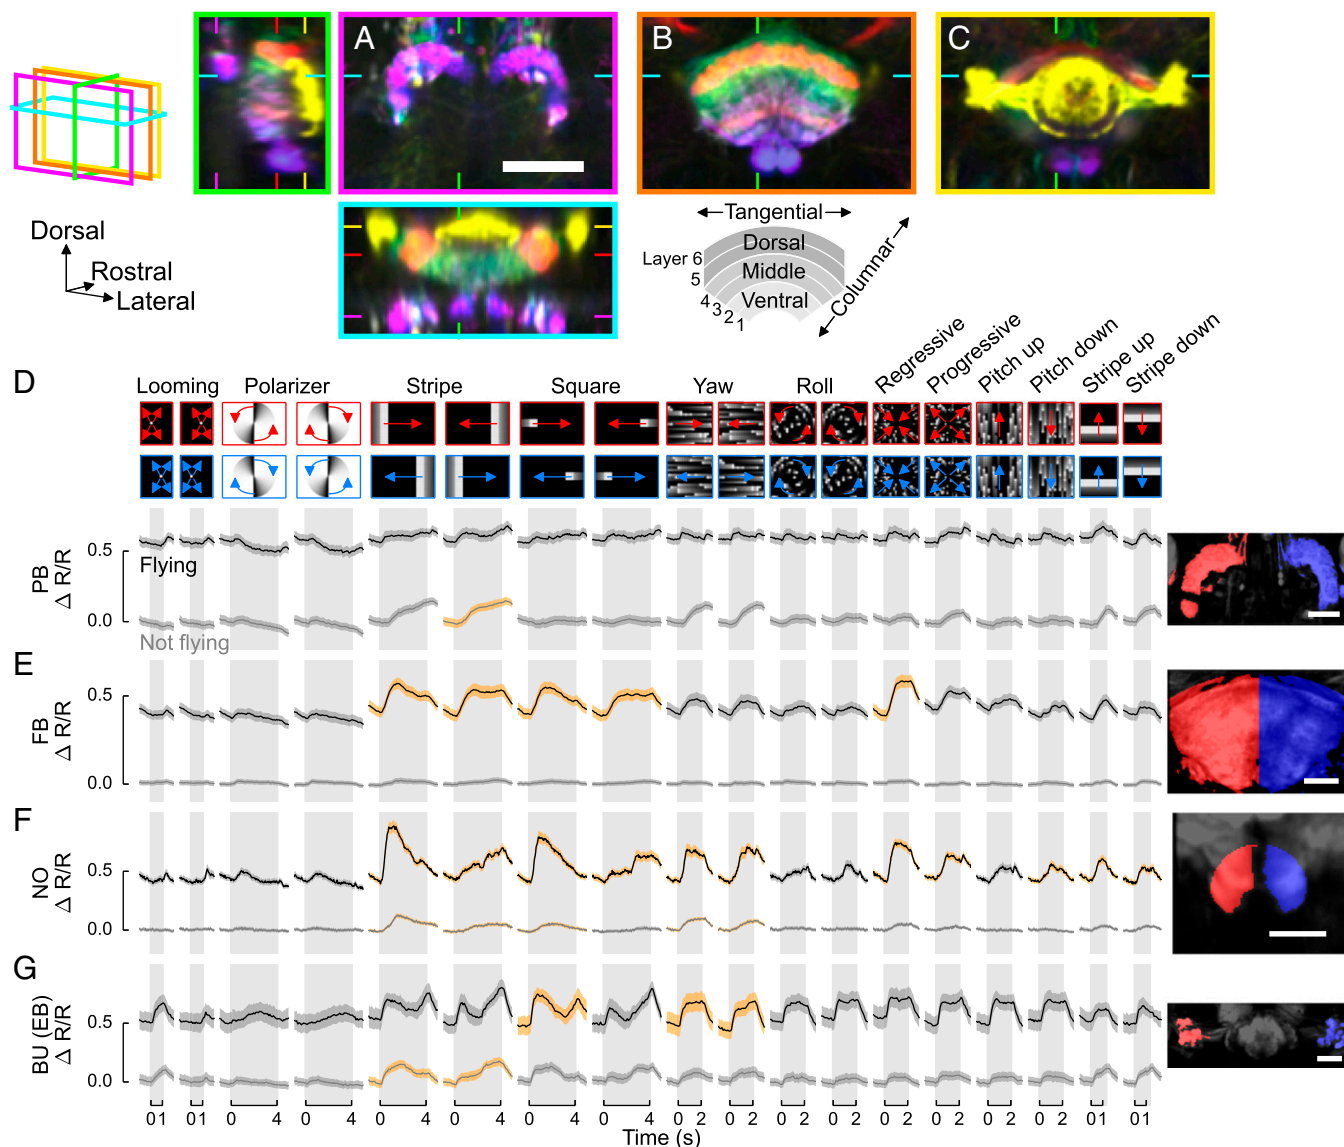 A
B
C
Dorsal
Rostral
Lateral
Tangential
Columnar
Layer 6
5
4
3
2
1
Dorsal
Middle
Ventral
D
Looming
Polarizer
Stripe
Square
Yaw
Roll
Regressive
Progressive
Pitch up
Pitch down
Stripe up
Stripe down
PB
Δ R/R
0.5
0.0
Flying
Not flying
E
FB
Δ R/R
0.5
0.0
F
NO
Δ R/R
0.5
0.0
G
BU (EB)
Δ R/R
0.5
0.0
01 01 0 4 0 4 0 4 0 4 0 4 0 4 0 2 0 2 0 2 0 2 0 2 0 2 0 2 0 2 01 01
Time (s)